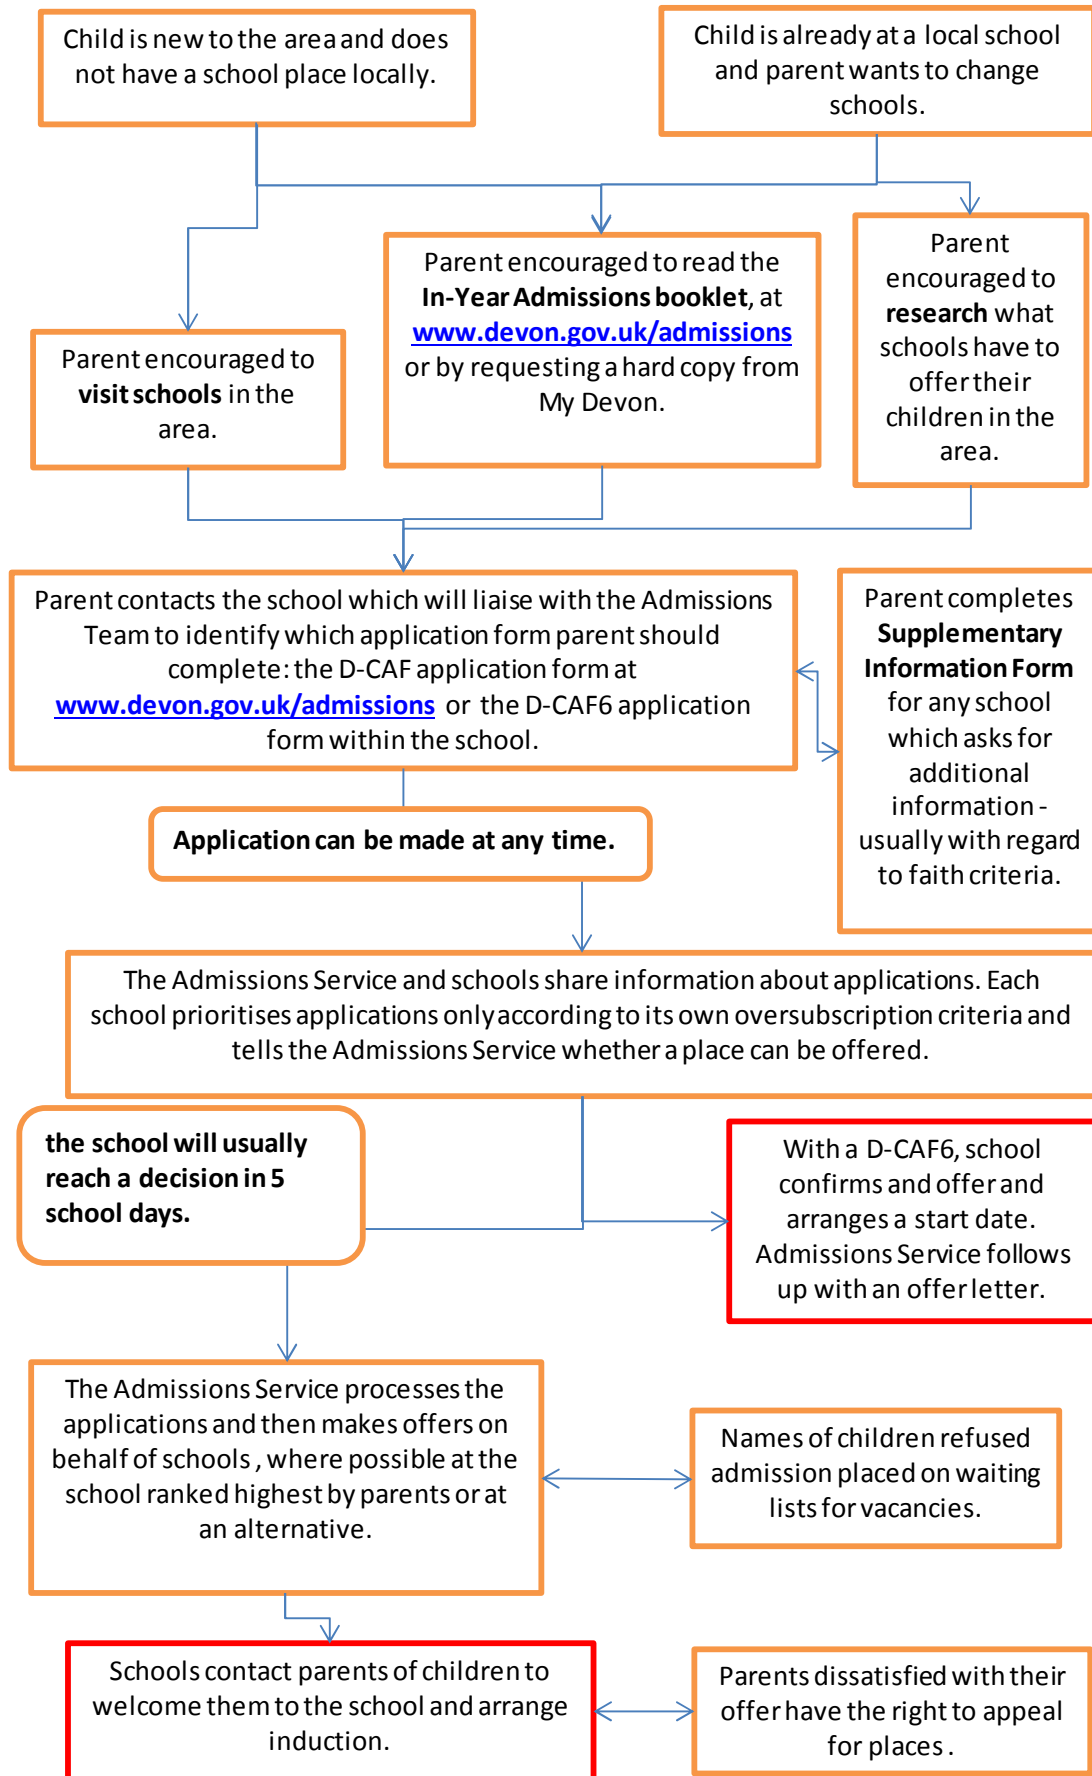 Child is new to the area and does
not have a school place locally.
Child is already at a local school
and parent wants to change
schools.
Parent encouraged to
visit schools in the
area.
Parent encouraged to read the
In-Year Admissions booklet, at
www.devon.gov.uk/admissions
or by requesting a hard copy from
My Devon.
Parent
encouraged to
research what
schools have to
offer their
children in the
area.
Parent contacts the school which will liaise with the Admissions
Team to identify which application form parent should
complete: the D-CAF application form at
www.devon.gov.uk/admissions or the D-CAF6 application
form within the school.
Parent completes
Supplementary
Information Form
for any school
which asks for
additional
information -
usually with regard
to faith criteria.
Application can be made at any time.
The Admissions Service and schools share information about applications. Each
school prioritises applications only according to its own oversubscription criteria and
tells the Admissions Service whether a place can be offered.
the school will usually
reach a decision in 5
school days.
With a D-CAF6, school
confirms and offer and
arranges a start date.
Admissions Service follows
up with an offer letter.
The Admissions Service processes the
applications and then makes offers on
behalf of schools , where possible at the
school ranked highest by parents or at
an alternative.
Names of children refused
admission placed on waiting
lists for vacancies.
Schools contact parents of children to
welcome them to the school and arrange
induction.
Parents dissatisfied with their
offer have the right to appeal
for places .